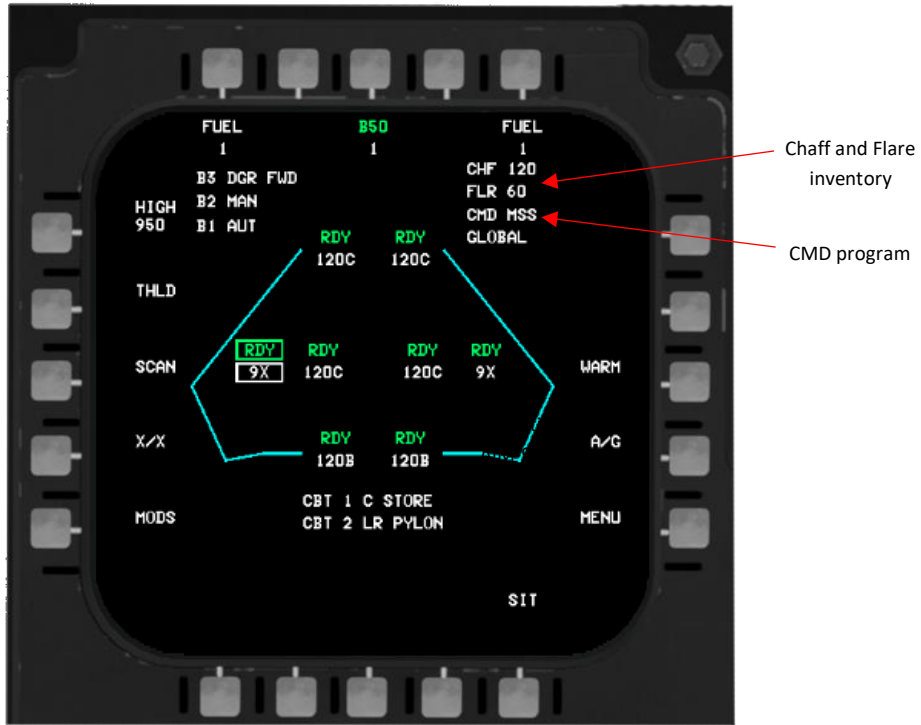 FUEL B50 FUEL
1 1 1
B3 DGR FWD
B2 MAN
B1 AUT
HIGH
950
CHF 120
FLR 60
CMD MSS
GLOBAL
Chaff and Flare
inventory
CMD program
RDY RDY
120C 120C
THLD
SCAN
RDY RDY RDY RDY
9X 120C 120C 9X
WARM
X/X
A/G
RDY RDY
120B 120B
CBT 1 C STORE
CBT 2 LR PYLON
MODS
MENU
SIT